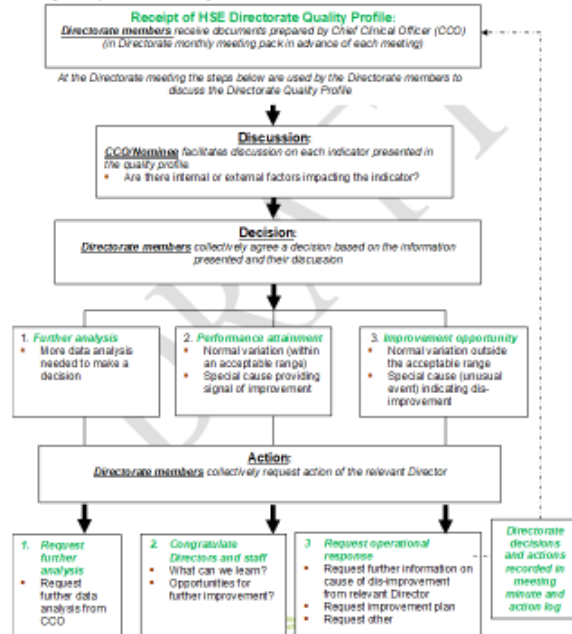 Receipt of HSE Directorate Quality Profile:
Directorate members receive documents prepared by Chief Clinical Officer (CCO)
(in Directorate monthly meeting pack in advance of each meeting)
At the Directorate meeting the steps below are used by the Directorate members to
discuss the Directorate Quality Profile
Discussion:
CCO/Nominee facilitates discussion on each indicator presented in
the quality profile
▪ Are there internal or external factors impacting the indicator?
Decision:
Directorate members collectively agree a decision based on the information
presented and their discussion
1. Further analysis
▪ More data analysis
needed to make a
decision
2. Performance attainment
▪ Normal variation (within
an acceptable range)
▪ Special cause providing
signal of improvement
3. Improvement opportunity
▪ Normal variation outside
the acceptable range
▪ Special cause (unusual
event) indicating dis-
improvement
Action:
Directorate members collectively request action of the relevant Director
1. Request
further
analysis
▪ Request
further data
analysis from
CCO
2. Congratulate
Directors and staff
▪ What can we learn?
▪ Opportunities for
further improvement?
3 Request operational
response
▪ Request further information on
cause of dis-improvement
from relevant Director
▪ Request improvement plan
▪ Request other
Directorate
decisions
and actions
recorded in
meeting
minute and
action log
DRAFT